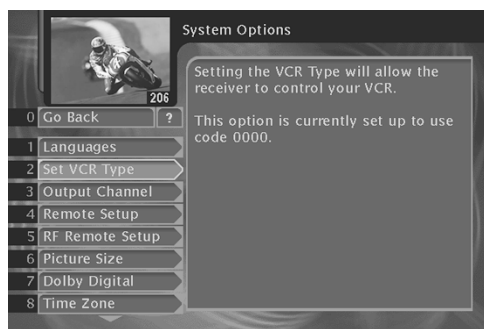 System Options
206
0 Go Back ?
1 Languages
2 Set VCR Type
3 Output Channel
4 Remote Setup
5 RF Remote Setup
6 Picture Size
7 Dolby Digital
8 Time Zone
Setting the VCR Type will allow the
receiver to control your VCR.
This option is currently set up to use
code 0000.